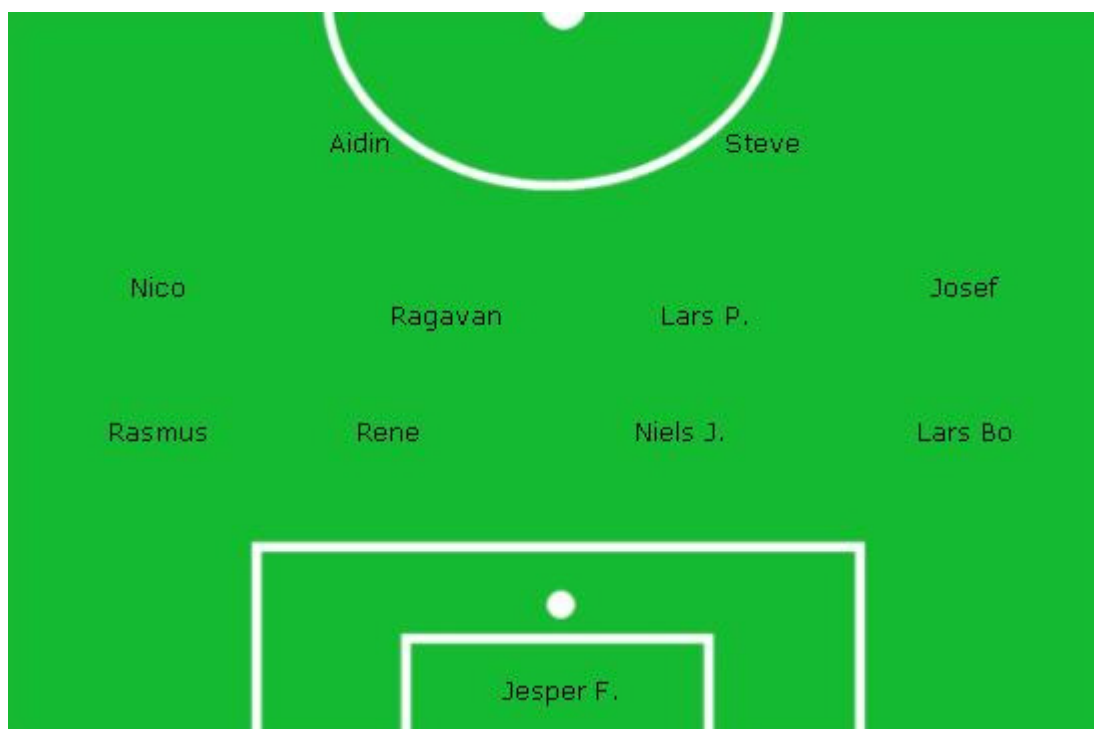 Aidin Steve
Nico Josef
Ragavan Lars P.
Rasmus Rene Niels J. Lars Bo
Jesper F.